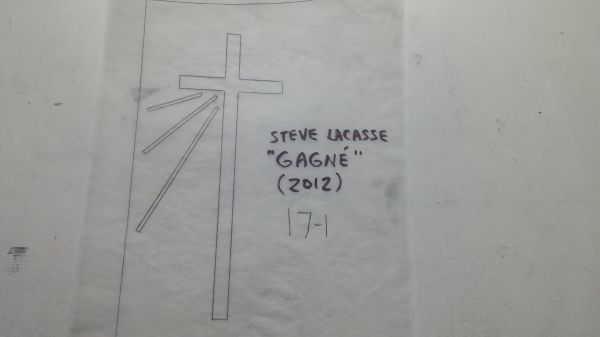 STEVE LACASSE
"GAGNÉ"
(2012)
17-1